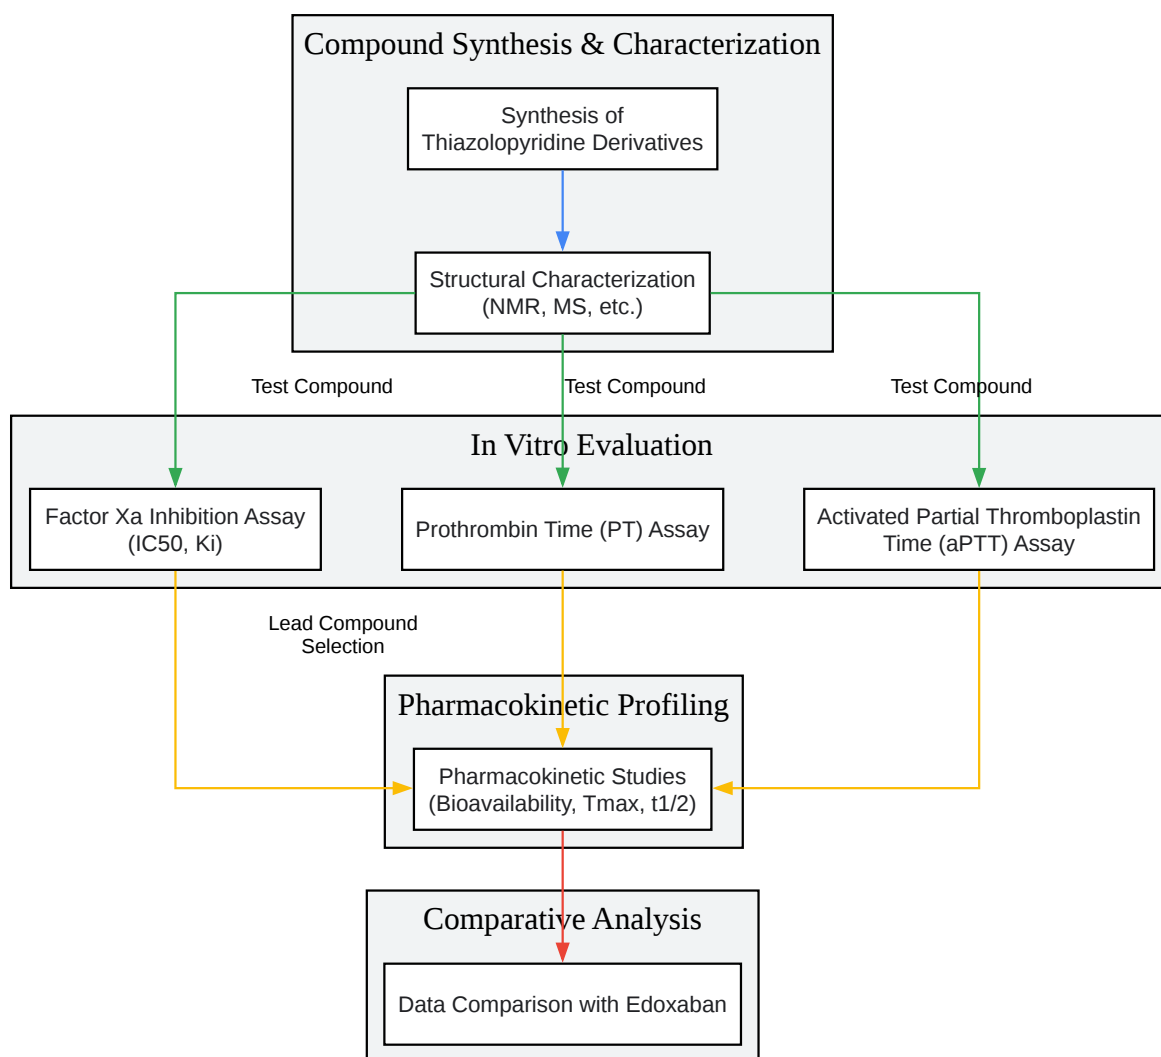 Compound Synthesis & Characterization
Synthesis of
Thiazolopyridine Derivatives
Structural Characterization
(NMR, MS, etc.)
Test Compound
Test Compound
Test Compound
In Vitro Evaluation
Factor Xa Inhibition Assay
(IC50, Ki)
Prothrombin Time (PT) Assay
Activated Partial Thromboplastin
Time (aPTT) Assay
Lead Compound
Selection
Pharmacokinetic Profiling
Pharmacokinetic Studies
(Bioavailability, Tmax, t1/2)
Comparative Analysis
Data Comparison with Edoxaban